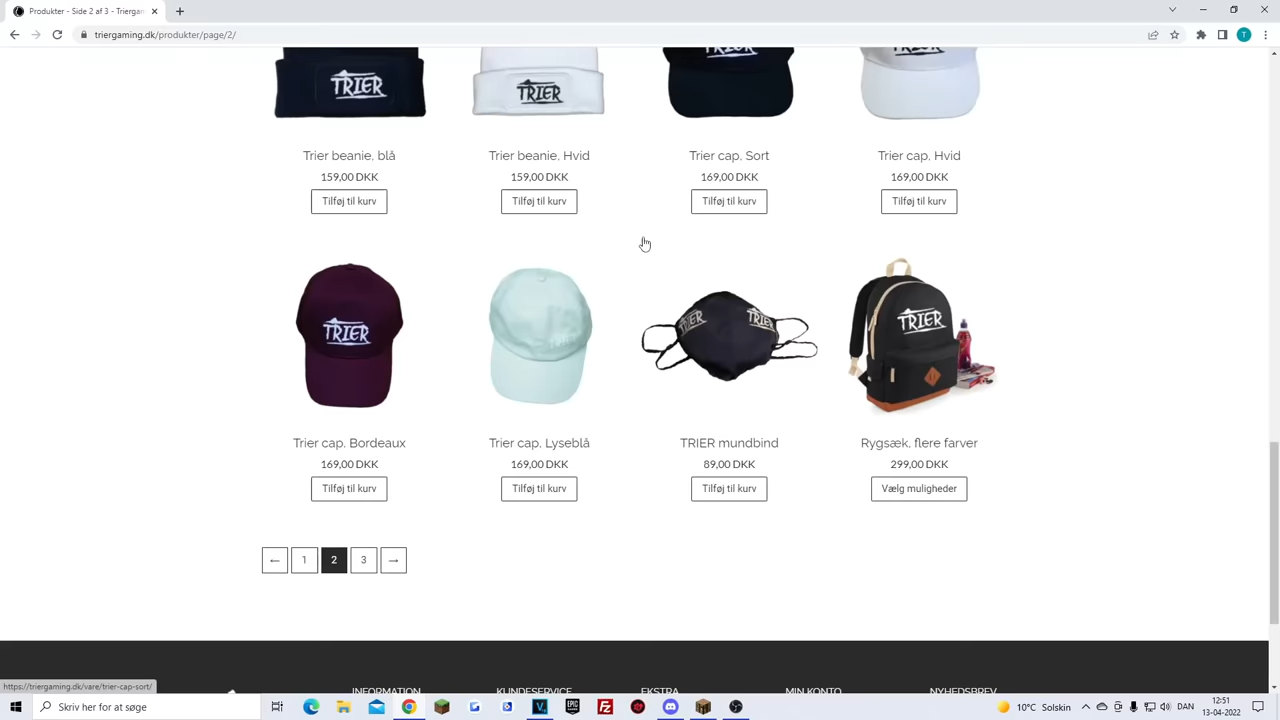 Produkter - Side 2 af 3 - Triergan
triergaming.dk/produkter/page/2/
T
TRIER
TRIER
TRIER
Trier beanie, blå
Trier beanie, Hvid
Trier cap, Sort
Trier cap, Hvid
159,00 DKK
159,00 DKK
169,00 DKK
169,00 DKK
Tilføj til kurv
Tilføj til kurv
Tilføj til kurv
Tilføj til kurv
TRIER
TRIER
TRIER
TRIER
Trier cap, Bordeaux
Trier cap, Lyseblå
TRIER mundbind
Rygsæk, flere farver
169,00 DKK
169,00 DKK
89,00 DKK
299,00 DKK
Tilføj til kurv
Tilføj til kurv
Tilføj til kurv
Vælg muligheder
← 1 2 3 →
https://triergaming.dk/vare/trier-cap-sort/
INFORMATION
KUNDESERVICE
EKSTRA
MIN KONTO
NYHEDSBREV
Skriv her for at søge
10°C Solskin
DAN
12:51
13-04-2022